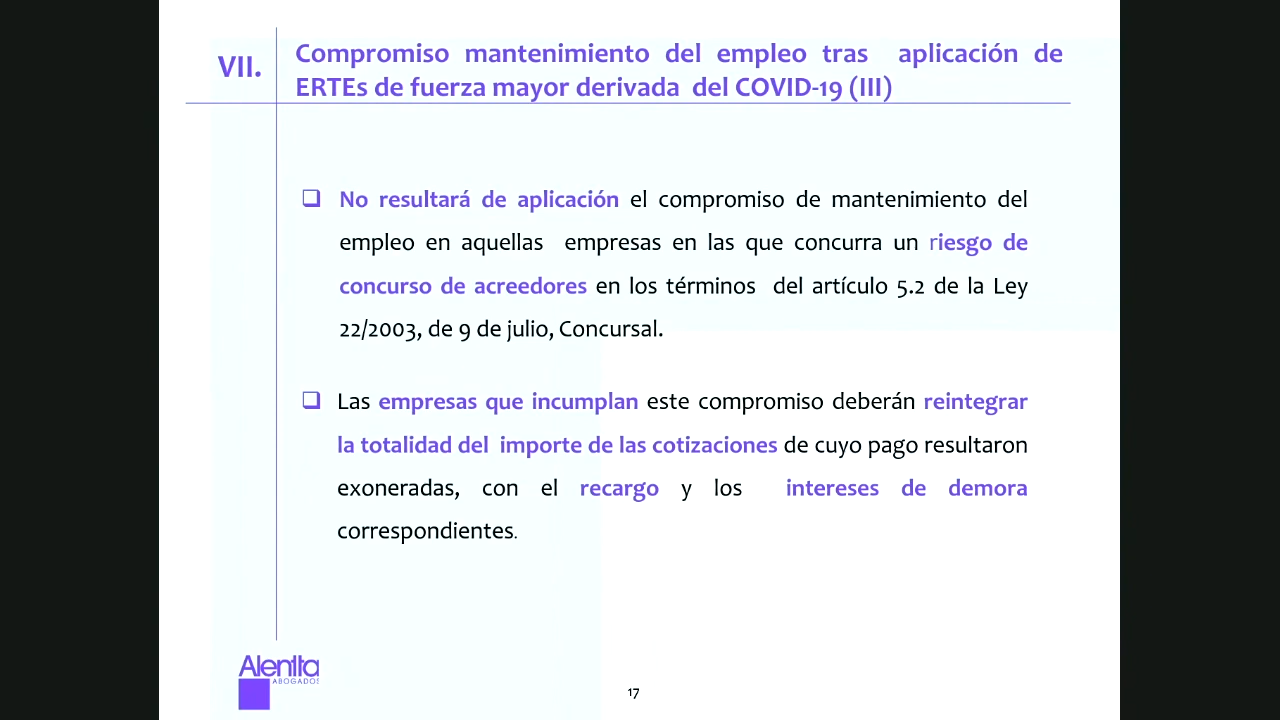 VII.
Compromiso mantenimiento del empleo tras aplicación de
ERTEs de fuerza mayor derivada del COVID-19 (III)
No resultará de aplicación el compromiso de mantenimiento del
empleo en aquellas empresas en las que concurra un riesgo de
concurso de acreedores en los términos del artículo 5.2 de la Ley
22/2003, de 9 de julio, Concursal.
Las empresas que incumplan este compromiso deberán reintegrar
la totalidad del importe de las cotizaciones de cuyo pago resultaron
exoneradas, con el recargo y los intereses de demora
correspondientes.
Alentta
ABOGADOS
17